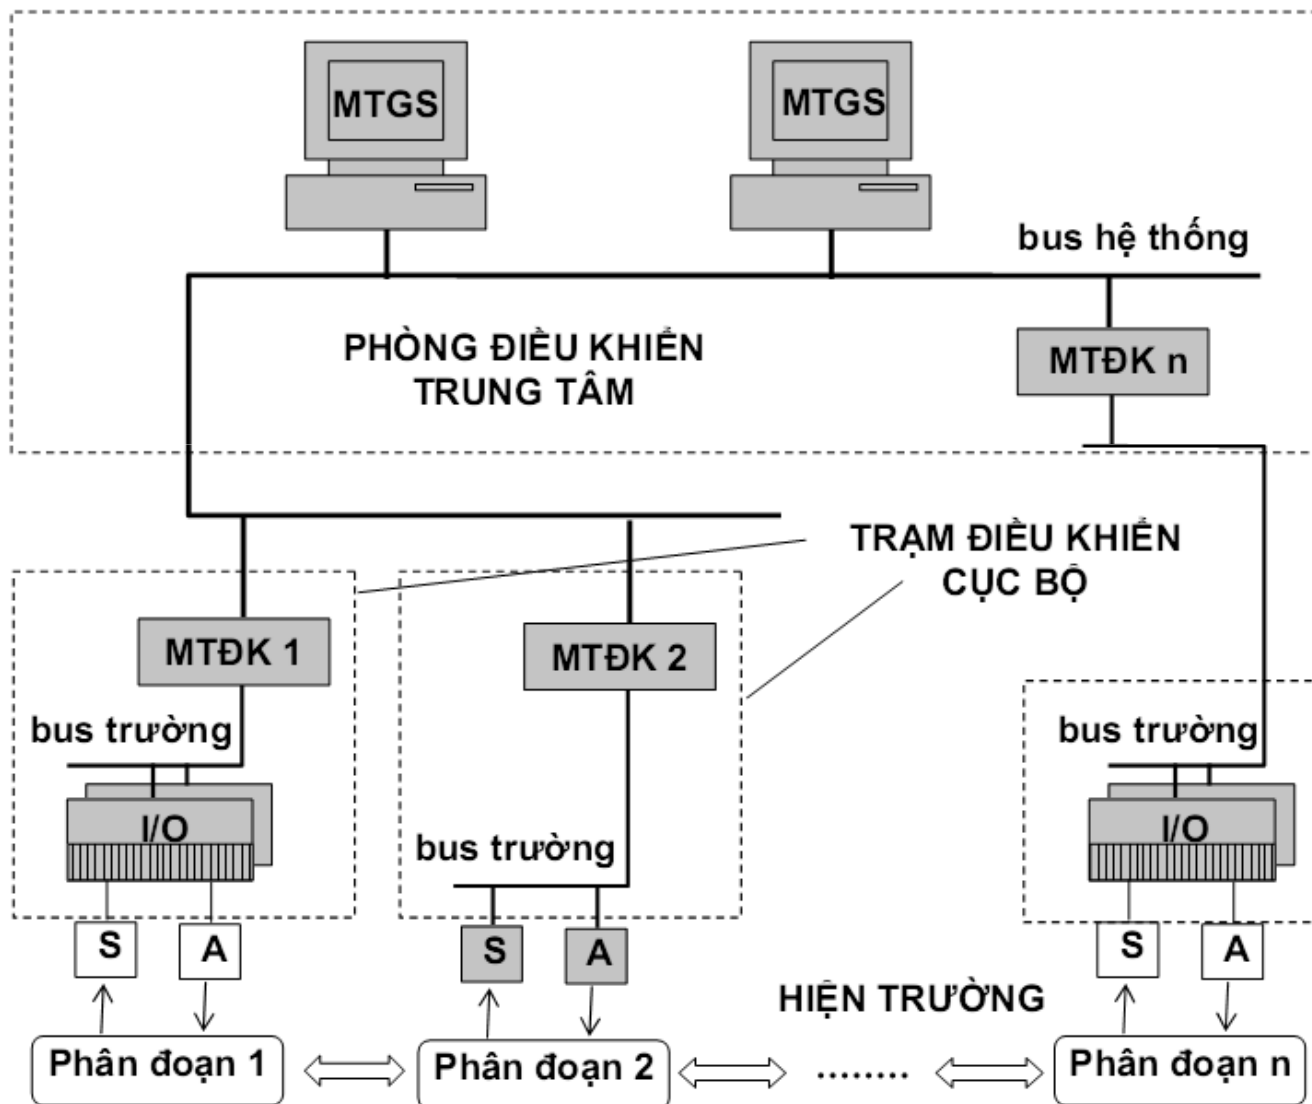 MTGS
MTGS
bus hệ thống
PHÒNG ĐIỀU KHIỂN
TRUNG TÂM
MTĐK n
TRẠM ĐIỀU KHIỂN
CỤC BỘ
MTĐK 1
MTĐK 2
bus trường
bus trường
I/O
bus trường
I/O
S
A
S
A
S
A
HIỆN TRƯỜNG
Phân đoạn 1
Phân đoạn 2
........
Phân đoạn n